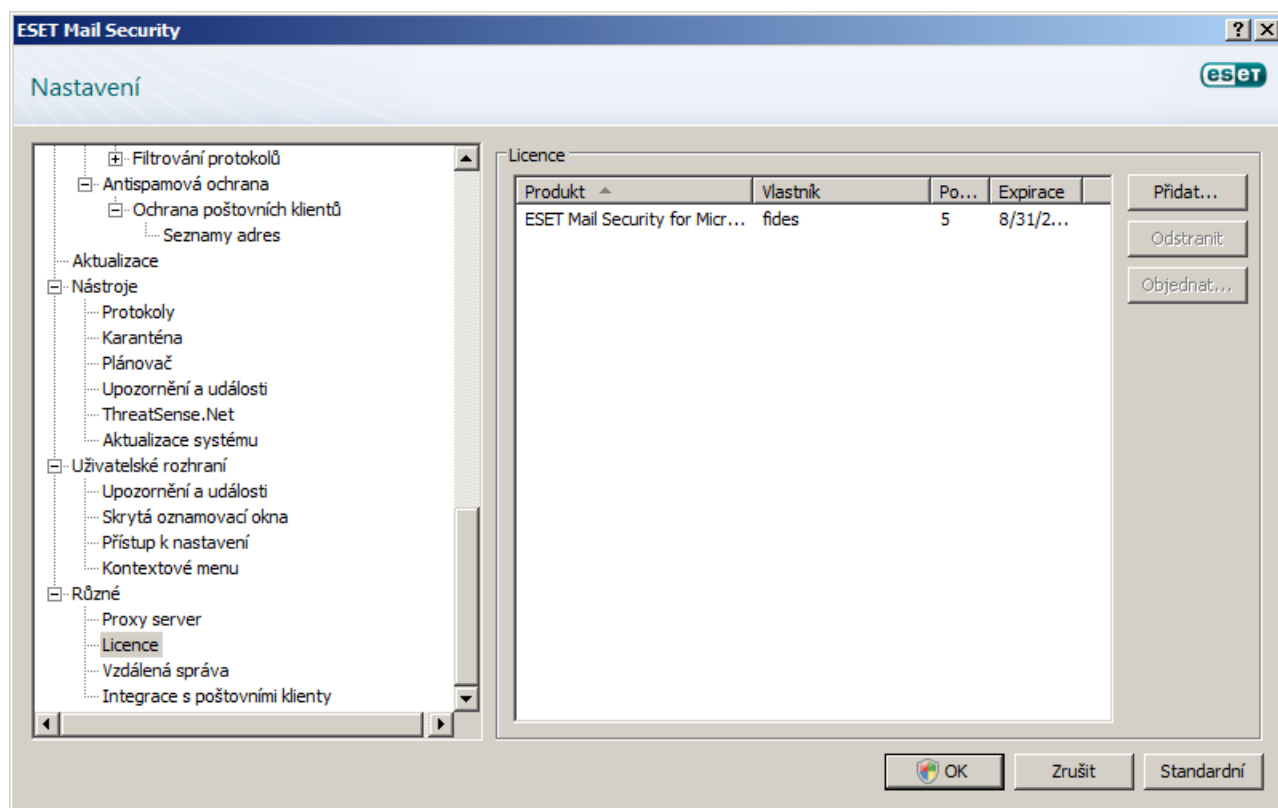 ESET Mail Security
Nastavení
eset
Filtrování protokolů
Antispamová ochrana
Ochrana poštovních klientů
Seznamy adres
Aktualizace
Nástroje
Protokoly
Karanténa
Plánovač
Upozornění a události
ThreatSense.Net
Aktualizace systému
Uživatelské rozhraní
Upozornění a události
Skrytá oznamovací okna
Přístup k nastavení
Kontextové menu
Různé
Proxy server
Licence
Vzdálená správa
Integrace s poštovními klienty
Licence
Produkt Vlastník Po... Expirace
ESET Mail Security for Micr... fides 5 8/31/2...
Přidat...
Odstranit
Objednat...
OK Zrušit Standardní